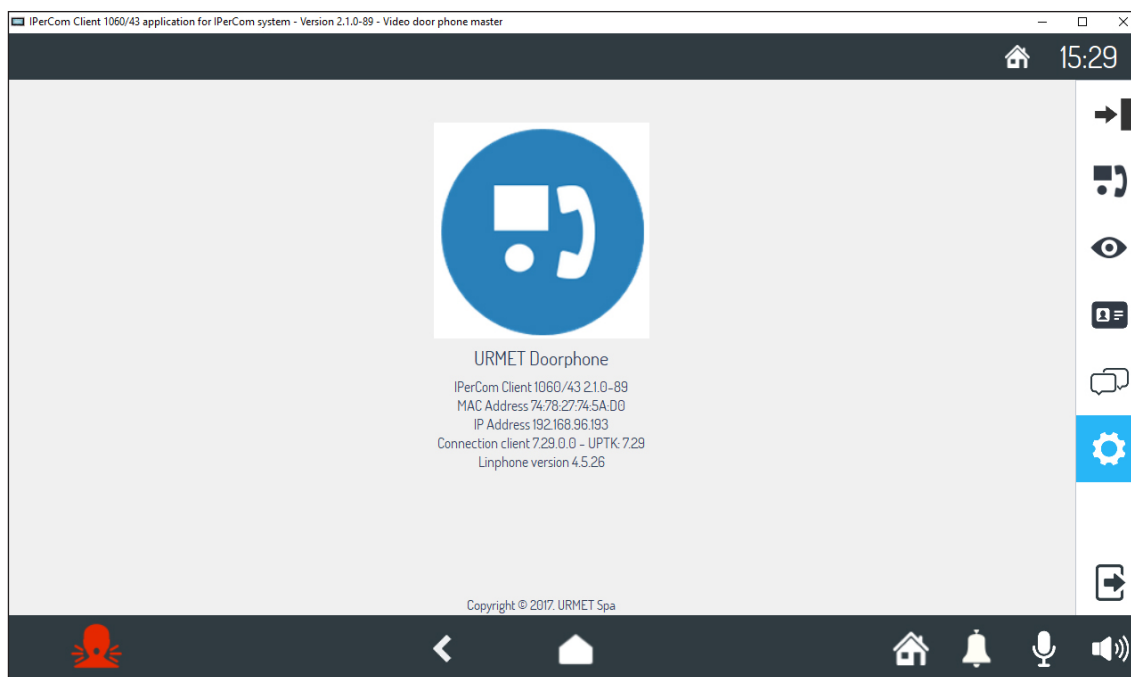 IPerCom Client 1060/43 application for IPerCom system - Version 2.1.0-89 - Video door phone master
15:29
URMET Doorphone
IPerCom Client 1060/43 2.1.0-89
MAC Address 74:78:27:74:5A:D0
IP Address 192.168.96.193
Connection client 7.29.0.0 - UPTK: 7.29
Linphone version 4.5.26
Copyright © 2017. URMET Spa